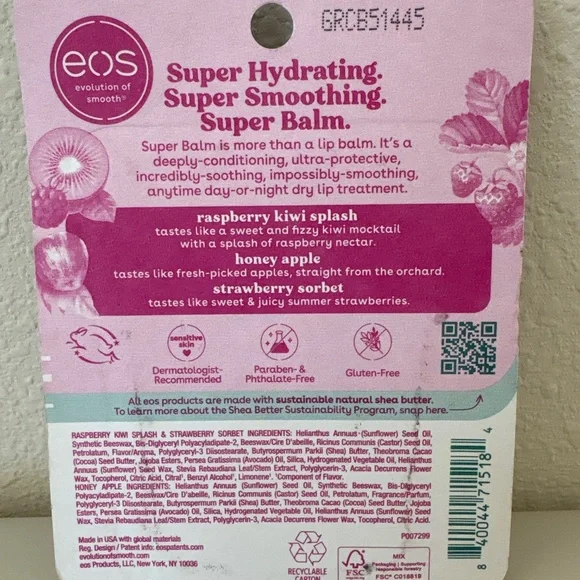 GRCB51445
eos
evolution of
smooth®
Super Hydrating.
Super Smoothing.
Super Balm.
Super Balm is more than a lip balm. It's a
deeply-conditioning, ultra-protective,
incredibly-soothing, impossibly-smoothing,
anytime day-or-night dry lip treatment.
raspberry kiwi splash
tastes like a sweet and fizzy kiwi mocktail
with a splash of raspberry nectar.
honey apple
tastes like fresh-picked apples, straight from the orchard.
strawberry sorbet
tastes like sweet & juicy summer strawberries.
sensitive
skin
Dermatologist-
Recommended
Paraben- &
Phthalate-Free
Gluten-Free
All eos products are made with sustainable natural shea butter.
To learn more about the Shea Better Sustainability Program, snap here.
RASPBERRY KIWI SPLASH & STRAWBERRY SORBET INGREDIENTS: Helianthus Annuus (Sunflower) Seed Oil,
Synthetic Beeswax, Bis-Diglyceryl Polyacyladipate-2, Beeswax/Cire D'abeille, Ricinus Communis (Castor) Seed Oil,
Petrolatum, Flavor/Aroma, Polyglyceryl-3 Diisostearate, Butyrospermum Parkii (Shea) Butter, Theobroma Cacao
(Cocoa) Seed Butter, Jojoba Esters, Persea Gratissima (Avocado) Oil, Silica, Hydrogenated Vegetable Oil, Helianthus
Annuus (Sunflower) Seed Wax, Stevia Rebaudiana Leaf/Stem Extract, Polyglycerin-3, Acacia Decurrens Flower
Wax, Tocopherol, Citric Acid, Citral*, Benzyl Alcohol*, Limonene*. *Component of Flavor.
HONEY APPLE INGREDIENTS: Helianthus Annuus (Sunflower) Seed Oil, Synthetic Beeswax, Bis-Diglyceryl
Polyacyladipate-2, Beeswax/Cire D'abeille, Ricinus Communis (Castor) Seed Oil, Petrolatum, Fragrance/Parfum,
Polyglyceryl-3 Diisostearate, Butyrospermum Parkii (Shea) Butter, Theobroma Cacao (Cocoa) Seed Butter, Jojoba
Esters, Persea Gratissima (Avocado) Oil, Silica, Hydrogenated Vegetable Oil, Helianthus Annuus (Sunflower) Seed
Wax, Stevia Rebaudiana Leaf/Stem Extract, Polyglycerin-3, Acacia Decurrens Flower Wax, Tocopherol, Citric Acid.
Made in USA with global materials
Reg. Design / Patent info: eospatents.com
evolutionofsmooth.com
eos Products, LLC, New York, NY 10036
P007299
RECYCLABLE
CARTON
FSC
www.fsc.org
MIX
Packaging | Supporting
responsible forestry
FSC® C018819
8 40044 71518 4